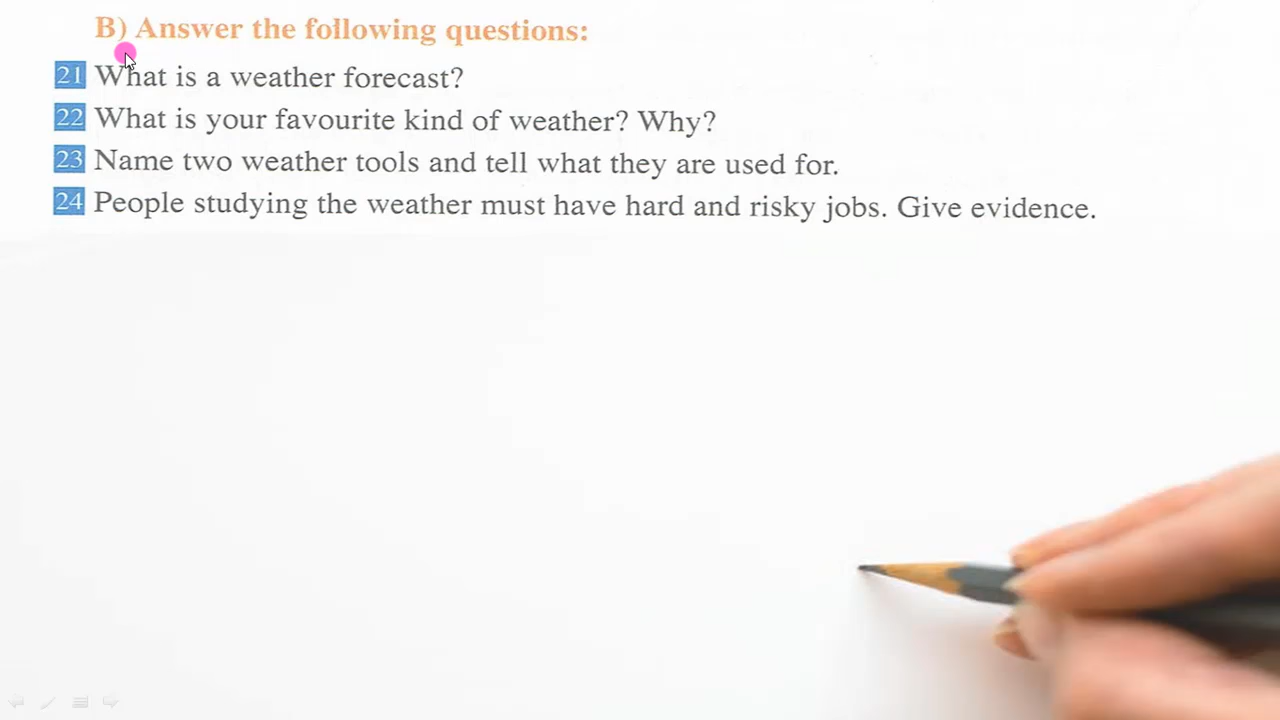 B) Answer the following questions:
21 What is a weather forecast?
22 What is your favourite kind of weather? Why?
23 Name two weather tools and tell what they are used for.
24 People studying the weather must have hard and risky jobs. Give evidence.